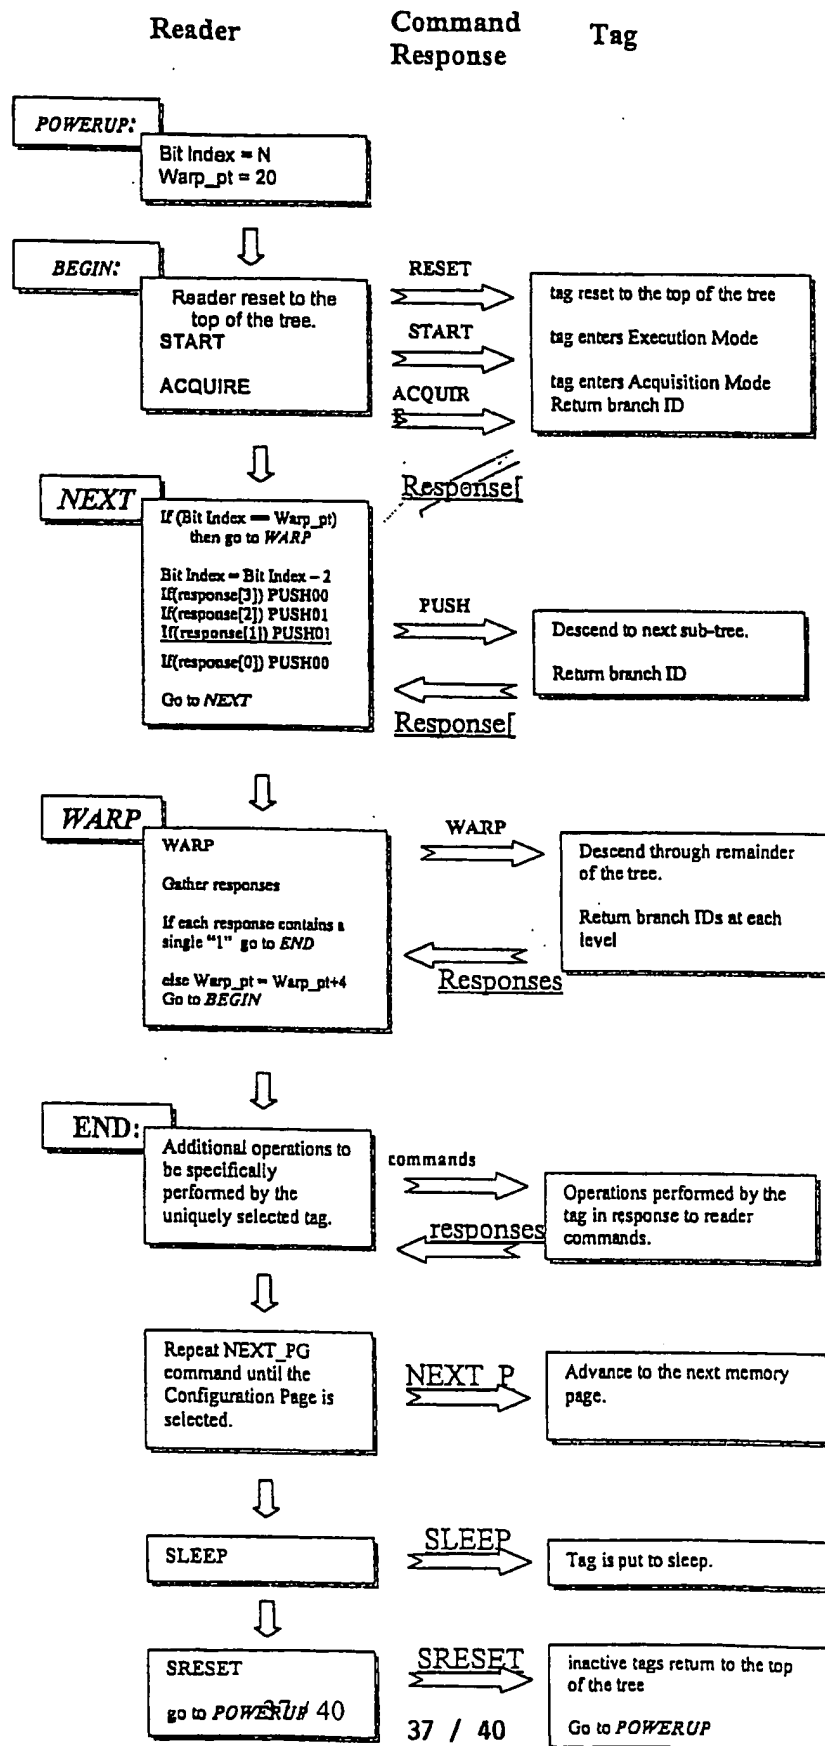 Reader
Command
Response
Tag
POWERUP:
Bit Index = N
Warp_pt = 20
BEGIN:
Reader reset to the
top of the tree.
START
ACQUIRE
RESET
START
ACQUIR
E
tag reset to the top of the tree
tag enters Execution Mode
tag enters Acquisition Mode
Return branch ID
Response[
NEXT
If (Bit Index == Warp_pt)
then go to WARP
Bit Index = Bit Index - 2
If(response[3]) PUSH00
If(response[2]) PUSH01
If(response[1]) PUSH01
If(response[0]) PUSH00
Go to NEXT
PUSH
Response[
Descend to next sub-tree.
Return branch ID
WARP
WARP
Gather responses
If each response contains a
single "1" go to END
else Warp_pt = Warp_pt+4
Go to BEGIN
WARP
Responses
Descend through remainder
of the tree.
Return branch IDs at each
level
END:
Additional operations to
be specifically
performed by the
uniquely selected tag.
commands
responses
Operations performed by the
tag in response to reader
commands.
Repeat NEXT_PG
command until the
Configuration Page is
selected.
NEXT_P
Advance to the next memory
page.
SLEEP
SLEEP
Tag is put to sleep.
SRESET
go to POWERUP
37 / 40
SRESET
inactive tags return to the top
of the tree
Go to POWERUP
37 / 40